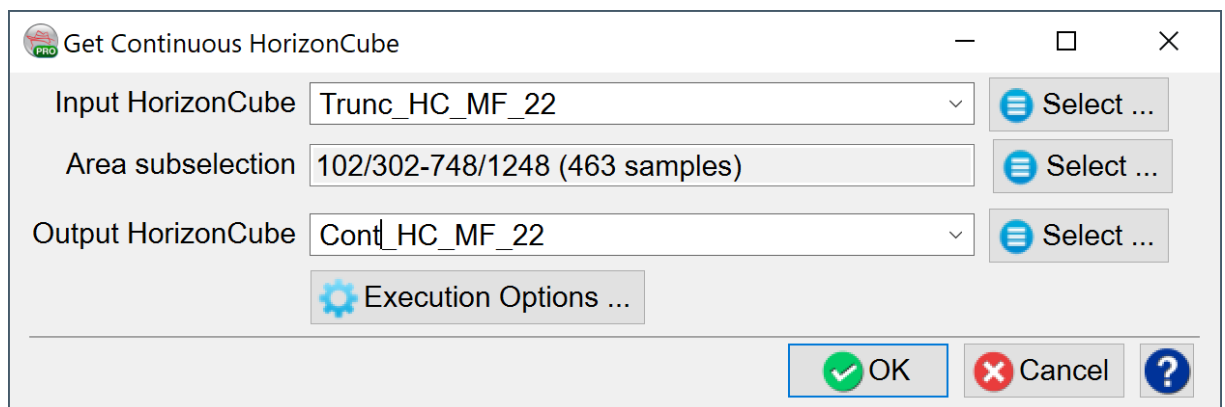 PRO Get Continuous HorizonCube
Input HorizonCube Trunc_HC_MF_22 Select ...
Area subselection 102/302-748/1248 (463 samples) Select ...
Output HorizonCube Cont_HC_MF_22 Select ...
Execution Options ...
OK Cancel ?